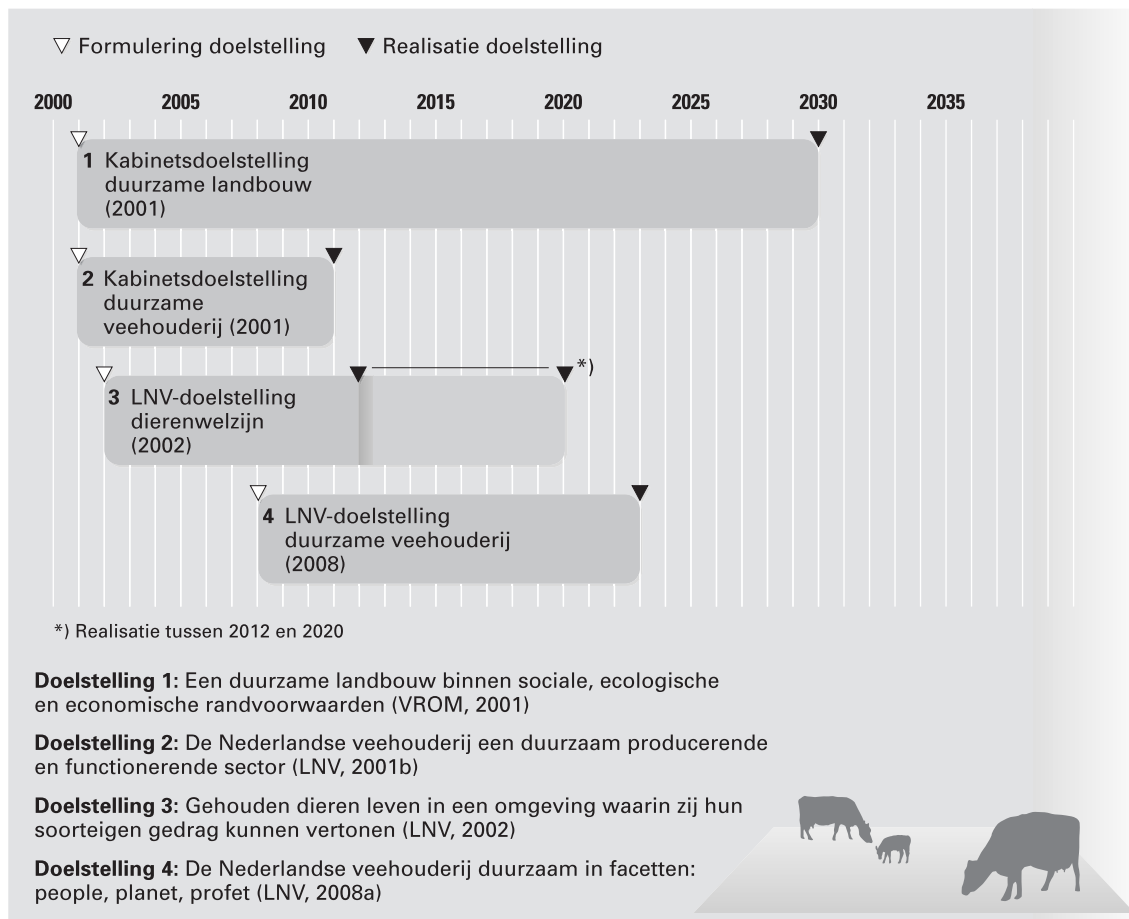 ▽ Formulering doelstelling ▼ Realisatie doelstelling
2000 2005 2010 2015 2020 2025 2030 2035
1 Kabinetsdoelstelling
duurzame landbouw
(2001)
2 Kabinetsdoelstelling
duurzame
veehouderij (2001)
*)
3 LNV-doelstelling
dierenwelzijn
(2002)
4 LNV-doelstelling
duurzame veehouderij
(2008)
*) Realisatie tussen 2012 en 2020
Doelstelling 1: Een duurzame landbouw binnen sociale, ecologische
en economische randvoorwaarden (VROM, 2001)
Doelstelling 2: De Nederlandse veehouderij een duurzaam producerende
en functionerende sector (LNV, 2001b)
Doelstelling 3: Gehouden dieren leven in een omgeving waarin zij hun
soorteigen gedrag kunnen vertonen (LNV, 2002)
Doelstelling 4: De Nederlandse veehouderij duurzaam in facetten:
people, planet, profet (LNV, 2008a)